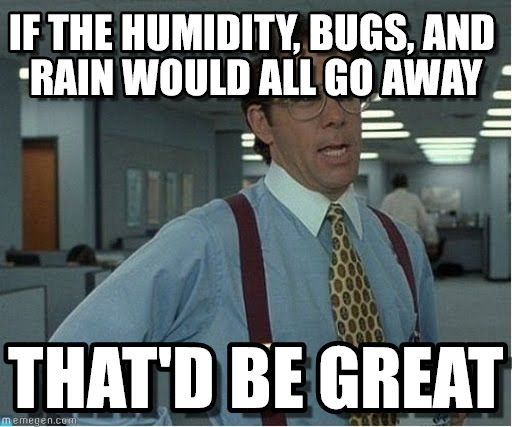 IF THE HUMIDITY, BUGS, AND
RAIN WOULD ALL GO AWAY
THAT'D BE GREAT
memegen.com